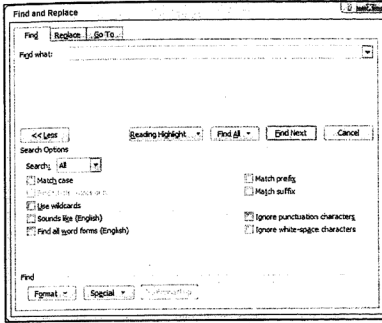 Find and Replace
Find Replace Go To
Find what:
<< Less Reading Highlight Find All Find Next Cancel
Search Options
Search: All
Match case Match prefix
Match suffix
Use wildcards
Sounds like (English) Ignore punctuation characters
Find all word forms (English) Ignore white-space characters
Find
Format Special